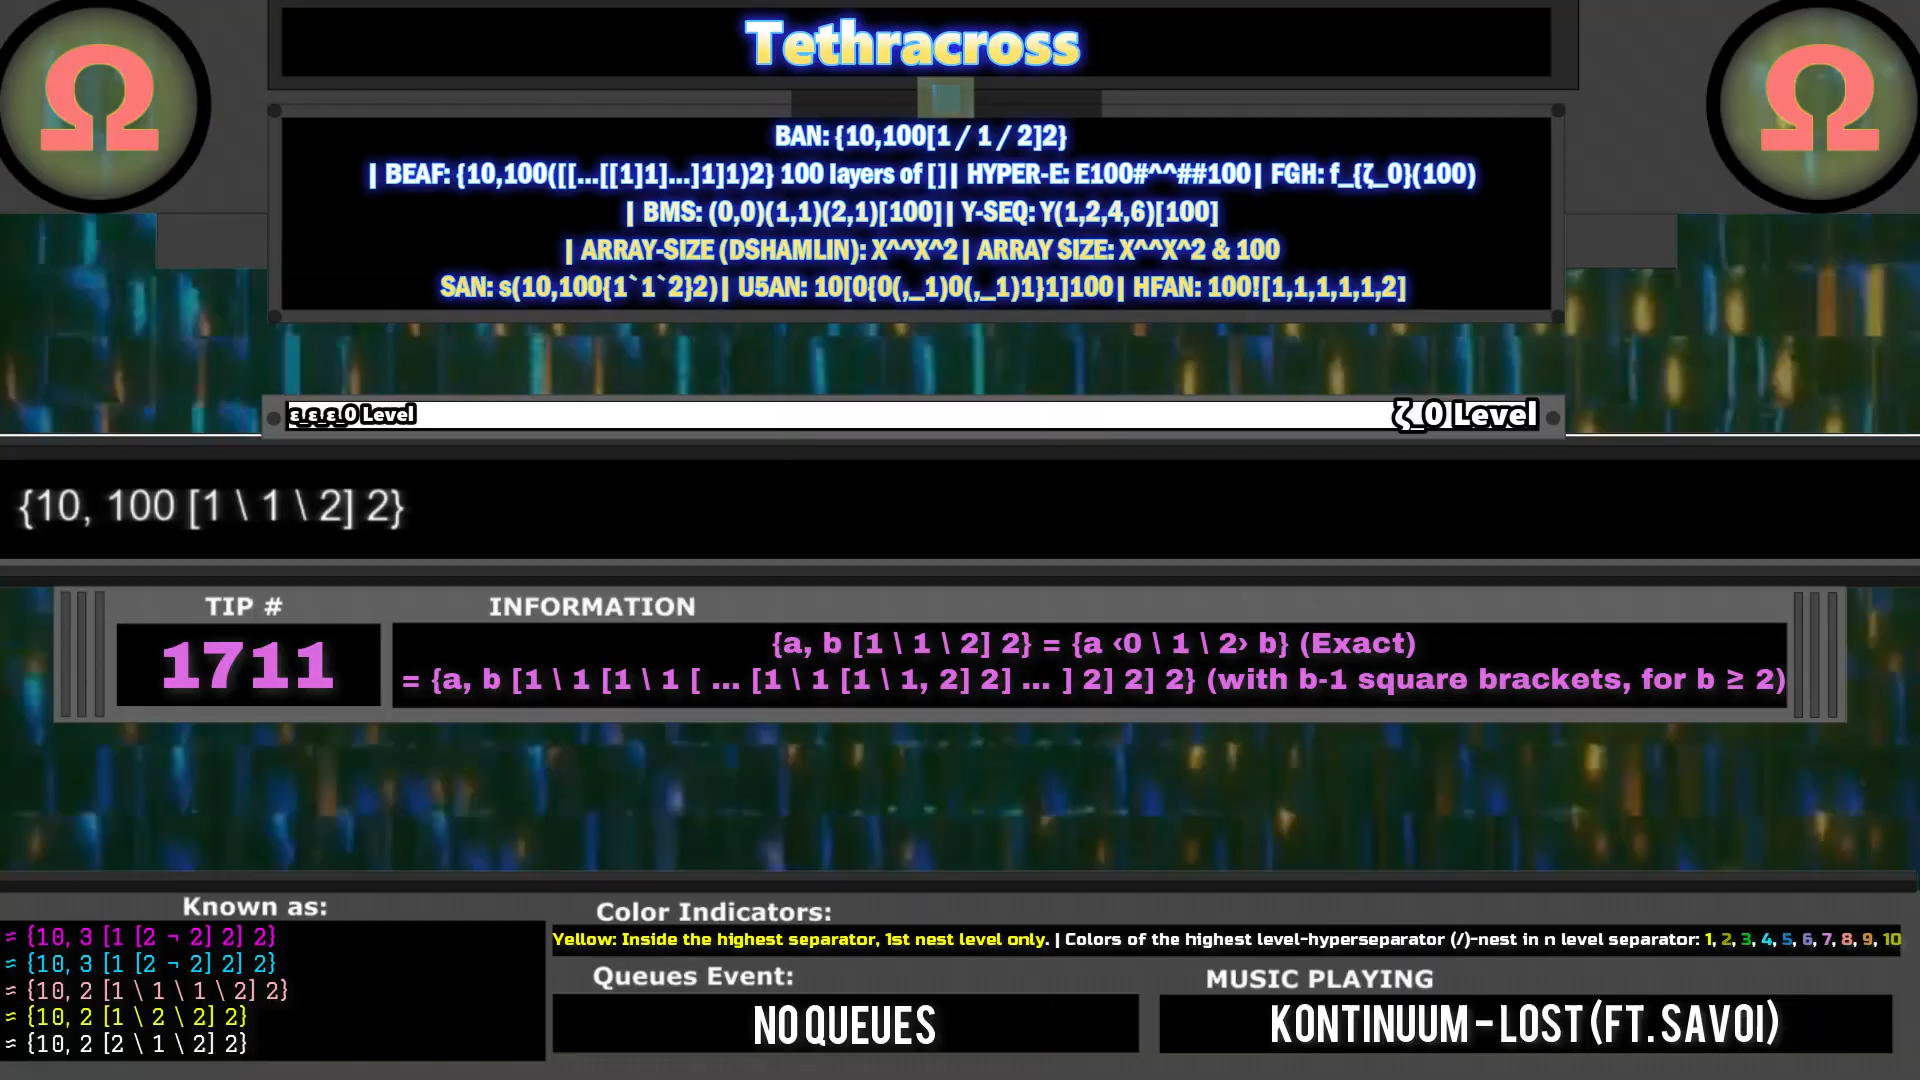 Ω
Ω
Tethracross
BAN: {10,100[1 / 1 / 2]2}
| BEAF: {10,100([[...[[1]1]...]1]1)2} 100 layers of []| HYPER-E: E100#^^##100| FGH: f_{ζ_0}(100)
| BMS: (0,0)(1,1)(2,1)[100]| Y-SEQ: Y(1,2,4,6)[100]
| ARRAY-SIZE (DSHAMLIN): X^^X^2| ARRAY SIZE: X^^X^2 & 100
SAN: s(10,100{1`1`2}2)| U5AN: 10[0{0(,_1)0(,_1)1}1]100| HFAN: 100![1,1,1,1,1,2]
ε_ε_ε_0 Level
ζ_0 Level
{10, 100 [1 \ 1 \ 2] 2}
TIP #
INFORMATION
1711
{a, b [1 \ 1 \ 2] 2} = {a ‹0 \ 1 \ 2› b} (Exact)
= {a, b [1 \ 1 [1 \ 1 [ ... [1 \ 1 [1 \ 1, 2] 2] ... ] 2] 2] 2} (with b-1 square brackets, for b ≥ 2)
Known as:
≈ {10, 3 [1 [2 ¬ 2] 2] 2}
≈ {10, 3 [1 [2 ¬ 2] 2] 2}
≈ {10, 2 [1 \ 1 \ 1 \ 2] 2}
≈ {10, 2 [1 \ 2 \ 2] 2}
≈ {10, 2 [2 \ 1 \ 2] 2}
Color Indicators:
Yellow: Inside the highest separator, 1st nest level only. | Colors of the highest level-hyperseparator (/)-nest in n level separator: 1, 2, 3, 4, 5, 6, 7, 8, 9, 10
Queues Event:
NO QUEUES
MUSIC PLAYING
KONTINUUM - LOST (FT. SAVOI)